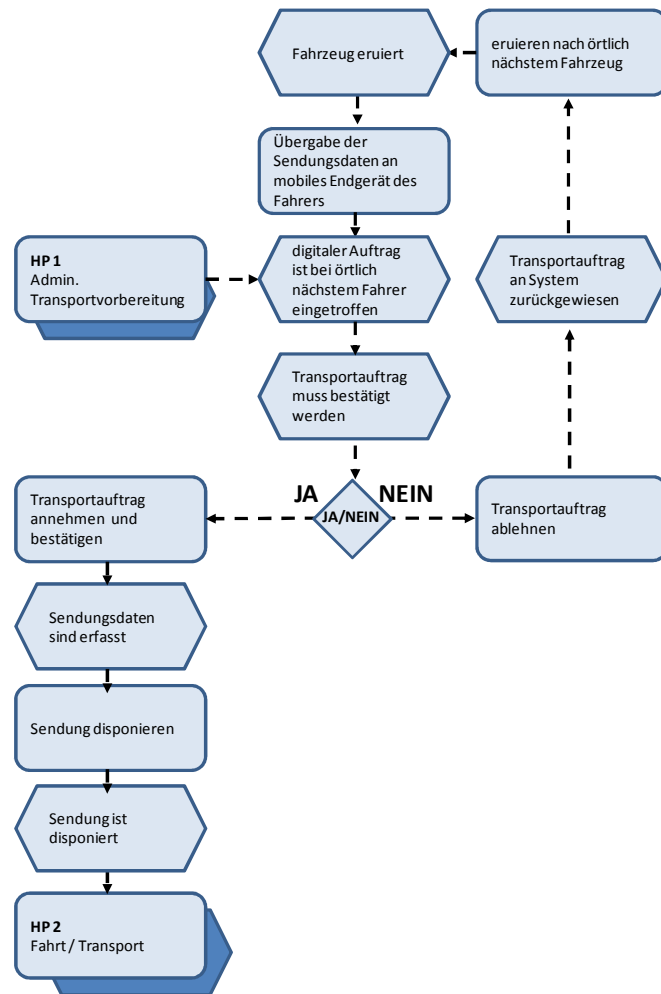 Fahrzeug eruiert
eruieren nach örtlich
nächstem Fahrzeug
Übergabe der
Sendungsdaten an
mobiles Endgerät des
Fahrers
HP 1
Admin.
Transportvorbereitung
digitaler Auftrag
ist bei örtlich
nächstem Fahrer
eingetroffen
Transportauftrag
an System
zurückgewiesen
Transportauftrag
muss bestätigt
werden
JA
NEIN
JA/NEIN
Transportauftrag
annehmen und
bestätigen
Transportauftrag
ablehnen
Sendungsdaten
sind erfasst
Sendung disponieren
Sendung ist
disponiert
HP 2
Fahrt / Transport